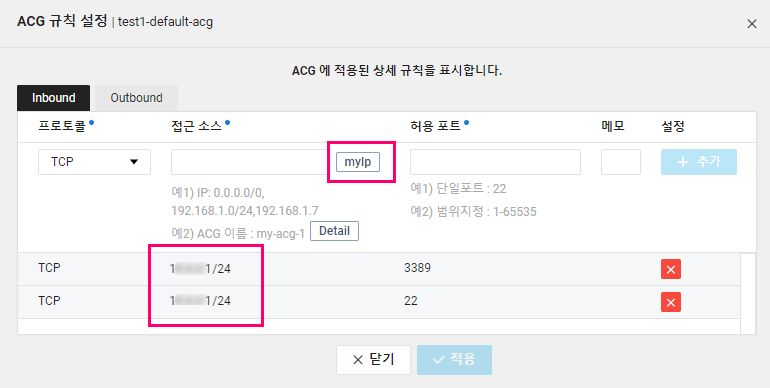 ACG 규칙 설정 | test1-default-acg
ACG 에 적용된 상세 규칙을 표시합니다.
Inbound Outbound
프로토콜 접근 소스 허용 포트 메모 설정
TCP myIp + 추가
예1) IP: 0.0.0.0/0,
192.168.1.0/24,192.168.1.7
예2) ACG 이름 : my-acg-1 Detail
예1) 단일포트 : 22
예2) 범위지정 : 1-65535
TCP 1 1/24 3389
TCP 1 1/24 22
닫기 적용